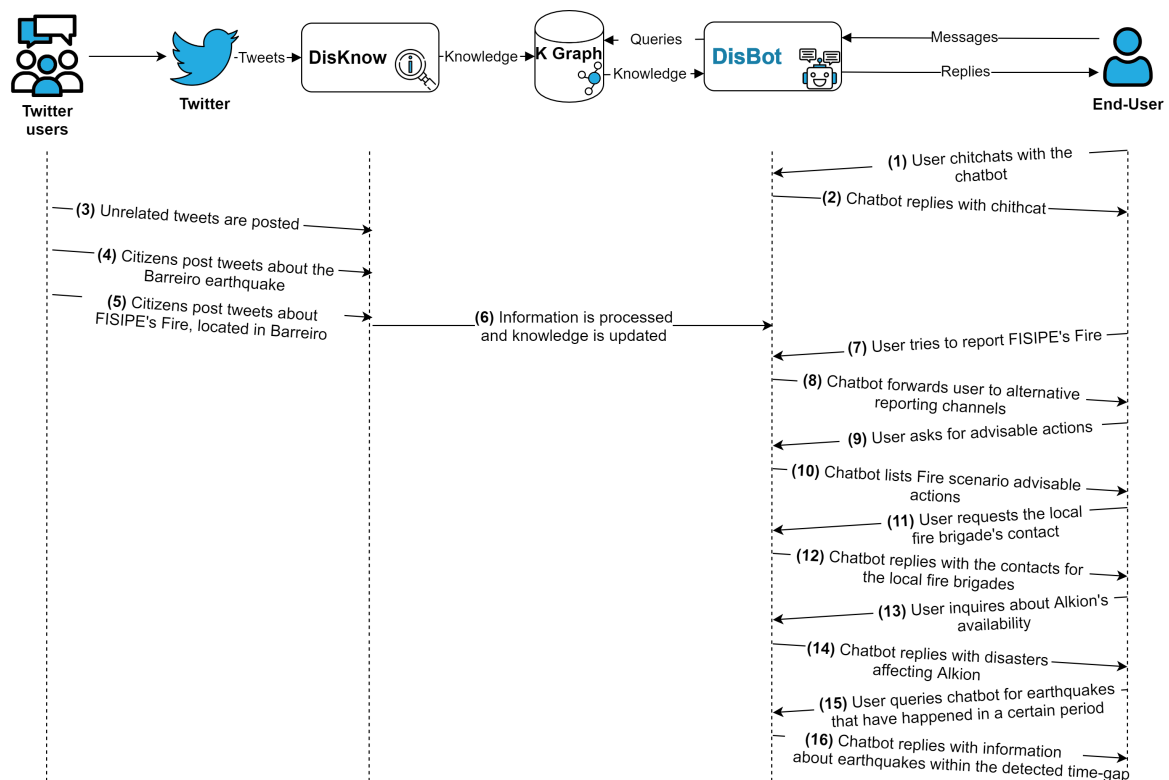 Twitter
users
Twitter
Tweets
DisKnow
Knowledge
K Graph
Queries
Knowledge
DisBot
Messages
Replies
End-User
(1) User chitchats with the
chatbot
(2) Chatbot replies with chithcat
(3) Unrelated tweets are posted
(4) Citizens post tweets about the
Barreiro earthquake
(5) Citizens post tweets about
FISIPE's Fire, located in Barreiro
(6) Information is processed
and knowledge is updated
(7) User tries to report FISIPE's Fire
(8) Chatbot forwards user to alternative
reporting channels
(9) User asks for advisable actions
(10) Chatbot lists Fire scenario advisable
actions
(11) User requests the local
fire brigade's contact
(12) Chatbot replies with the contacts for
the local fire brigades
(13) User inquires about Alkion's
availability
(14) Chatbot replies with disasters
affecting Alkion
(15) User queries chatbot for earthquakes
that have happened in a certain period
(16) Chatbot replies with information
about earthquakes within the detected time-gap